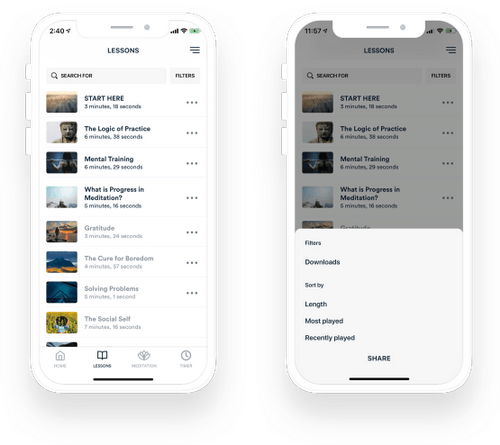 2:40
LESSONS
SEARCH FOR
FILTERS
START HERE
3 minutes, 18 seconds
The Logic of Practice
6 minutes, 38 seconds
Mental Training
6 minutes, 29 seconds
What is Progress in
Meditation?
5 minutes, 16 seconds
Gratitude
3 minutes, 24 seconds
The Cure for Boredom
4 minutes, 57 seconds
Solving Problems
5 minutes, 1 second
The Social Self
7 minutes, 16 seconds
HOME
LESSONS
MEDITATION
TIMER
11:57
LESSONS
SEARCH FOR
FILTERS
START HERE
3 minutes, 18 seconds
The Logic of Practice
6 minutes, 38 seconds
Mental Training
6 minutes, 29 seconds
What is Progress in
Meditation?
5 minutes, 16 seconds
Gratitude
Filters
Downloads
Sort by
Length
Most played
Recently played
SHARE